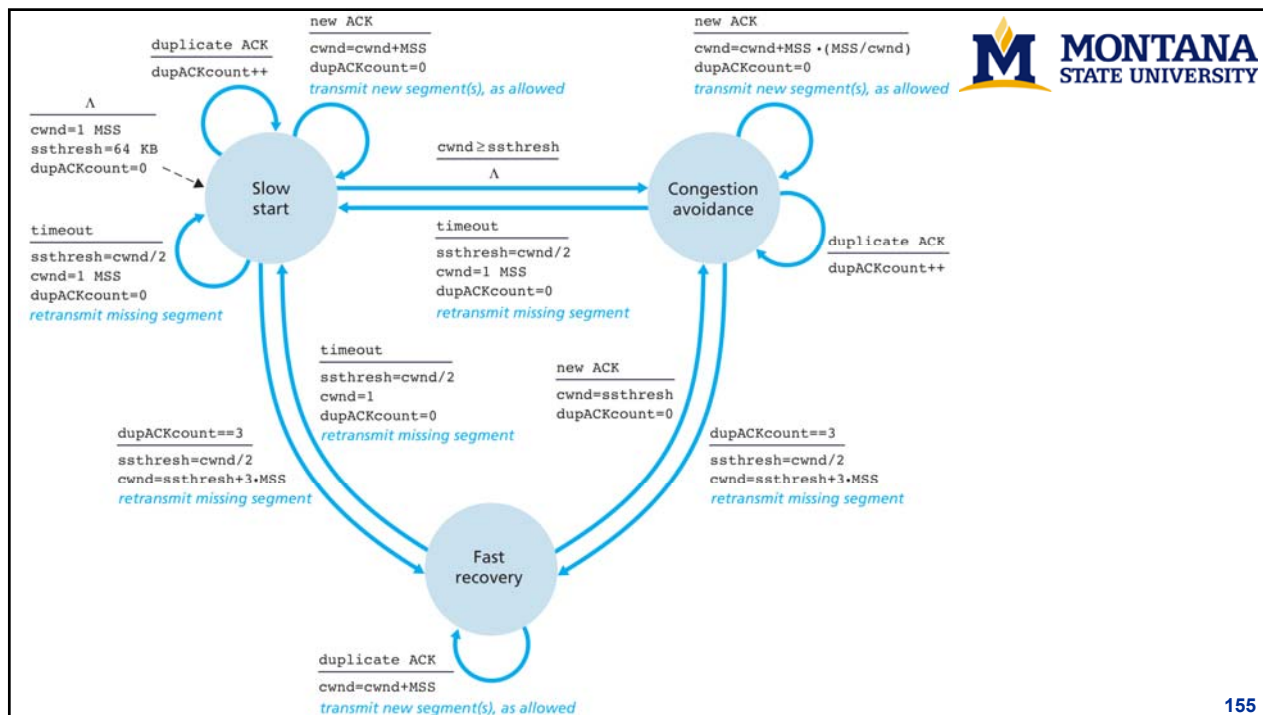 new ACK
cwnd=cwnd+MSS
dupACKcount=0
transmit new segment(s), as allowed
duplicate ACK
dupACKcount++
Λ
cwnd=1 MSS
ssthresh=64 KB
dupACKcount=0
Slow
start
timeout
ssthresh=cwnd/2
cwnd=1 MSS
dupACKcount=0
retransmit missing segment
cwnd≥ssthresh
Λ
timeout
ssthresh=cwnd/2
cwnd=1 MSS
dupACKcount=0
retransmit missing segment
new ACK
cwnd=cwnd+MSS •(MSS/cwnd)
dupACKcount=0
transmit new segment(s), as allowed
M MONTANA
STATE UNIVERSITY
Congestion
avoidance
duplicate ACK
dupACKcount++
timeout
ssthresh=cwnd/2
cwnd=1
dupACKcount=0
retransmit missing segment
new ACK
cwnd=ssthresh
dupACKcount=0
dupACKcount==3
ssthresh=cwnd/2
cwnd=ssthresh+3•MSS
retransmit missing segment
dupACKcount==3
ssthresh=cwnd/2
cwnd=ssthresh+3•MSS
retransmit missing segment
Fast
recovery
duplicate ACK
cwnd=cwnd+MSS
transmit new segment(s), as allowed
155